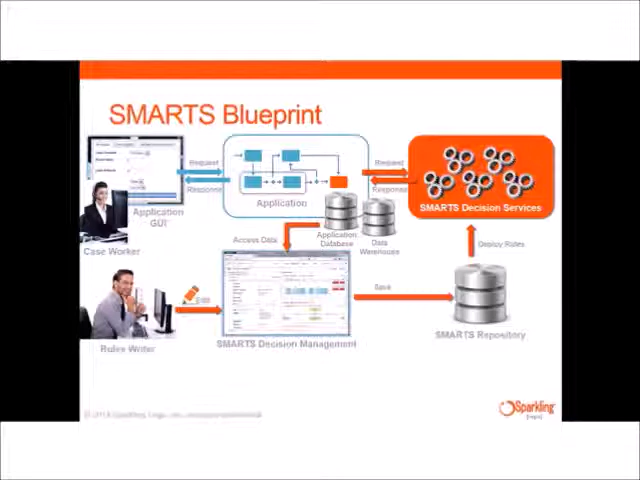 SMARTS Blueprint
Request
Response
Application
Application
GUI
Request
Response
SMARTS Decision Services
Case Worker
Access Data
Application
Database
Data
Warehouse
Deploy Rules
Edit
Save
SMARTS Decision Management
SMARTS Repository
Rules Writer
Sparkling